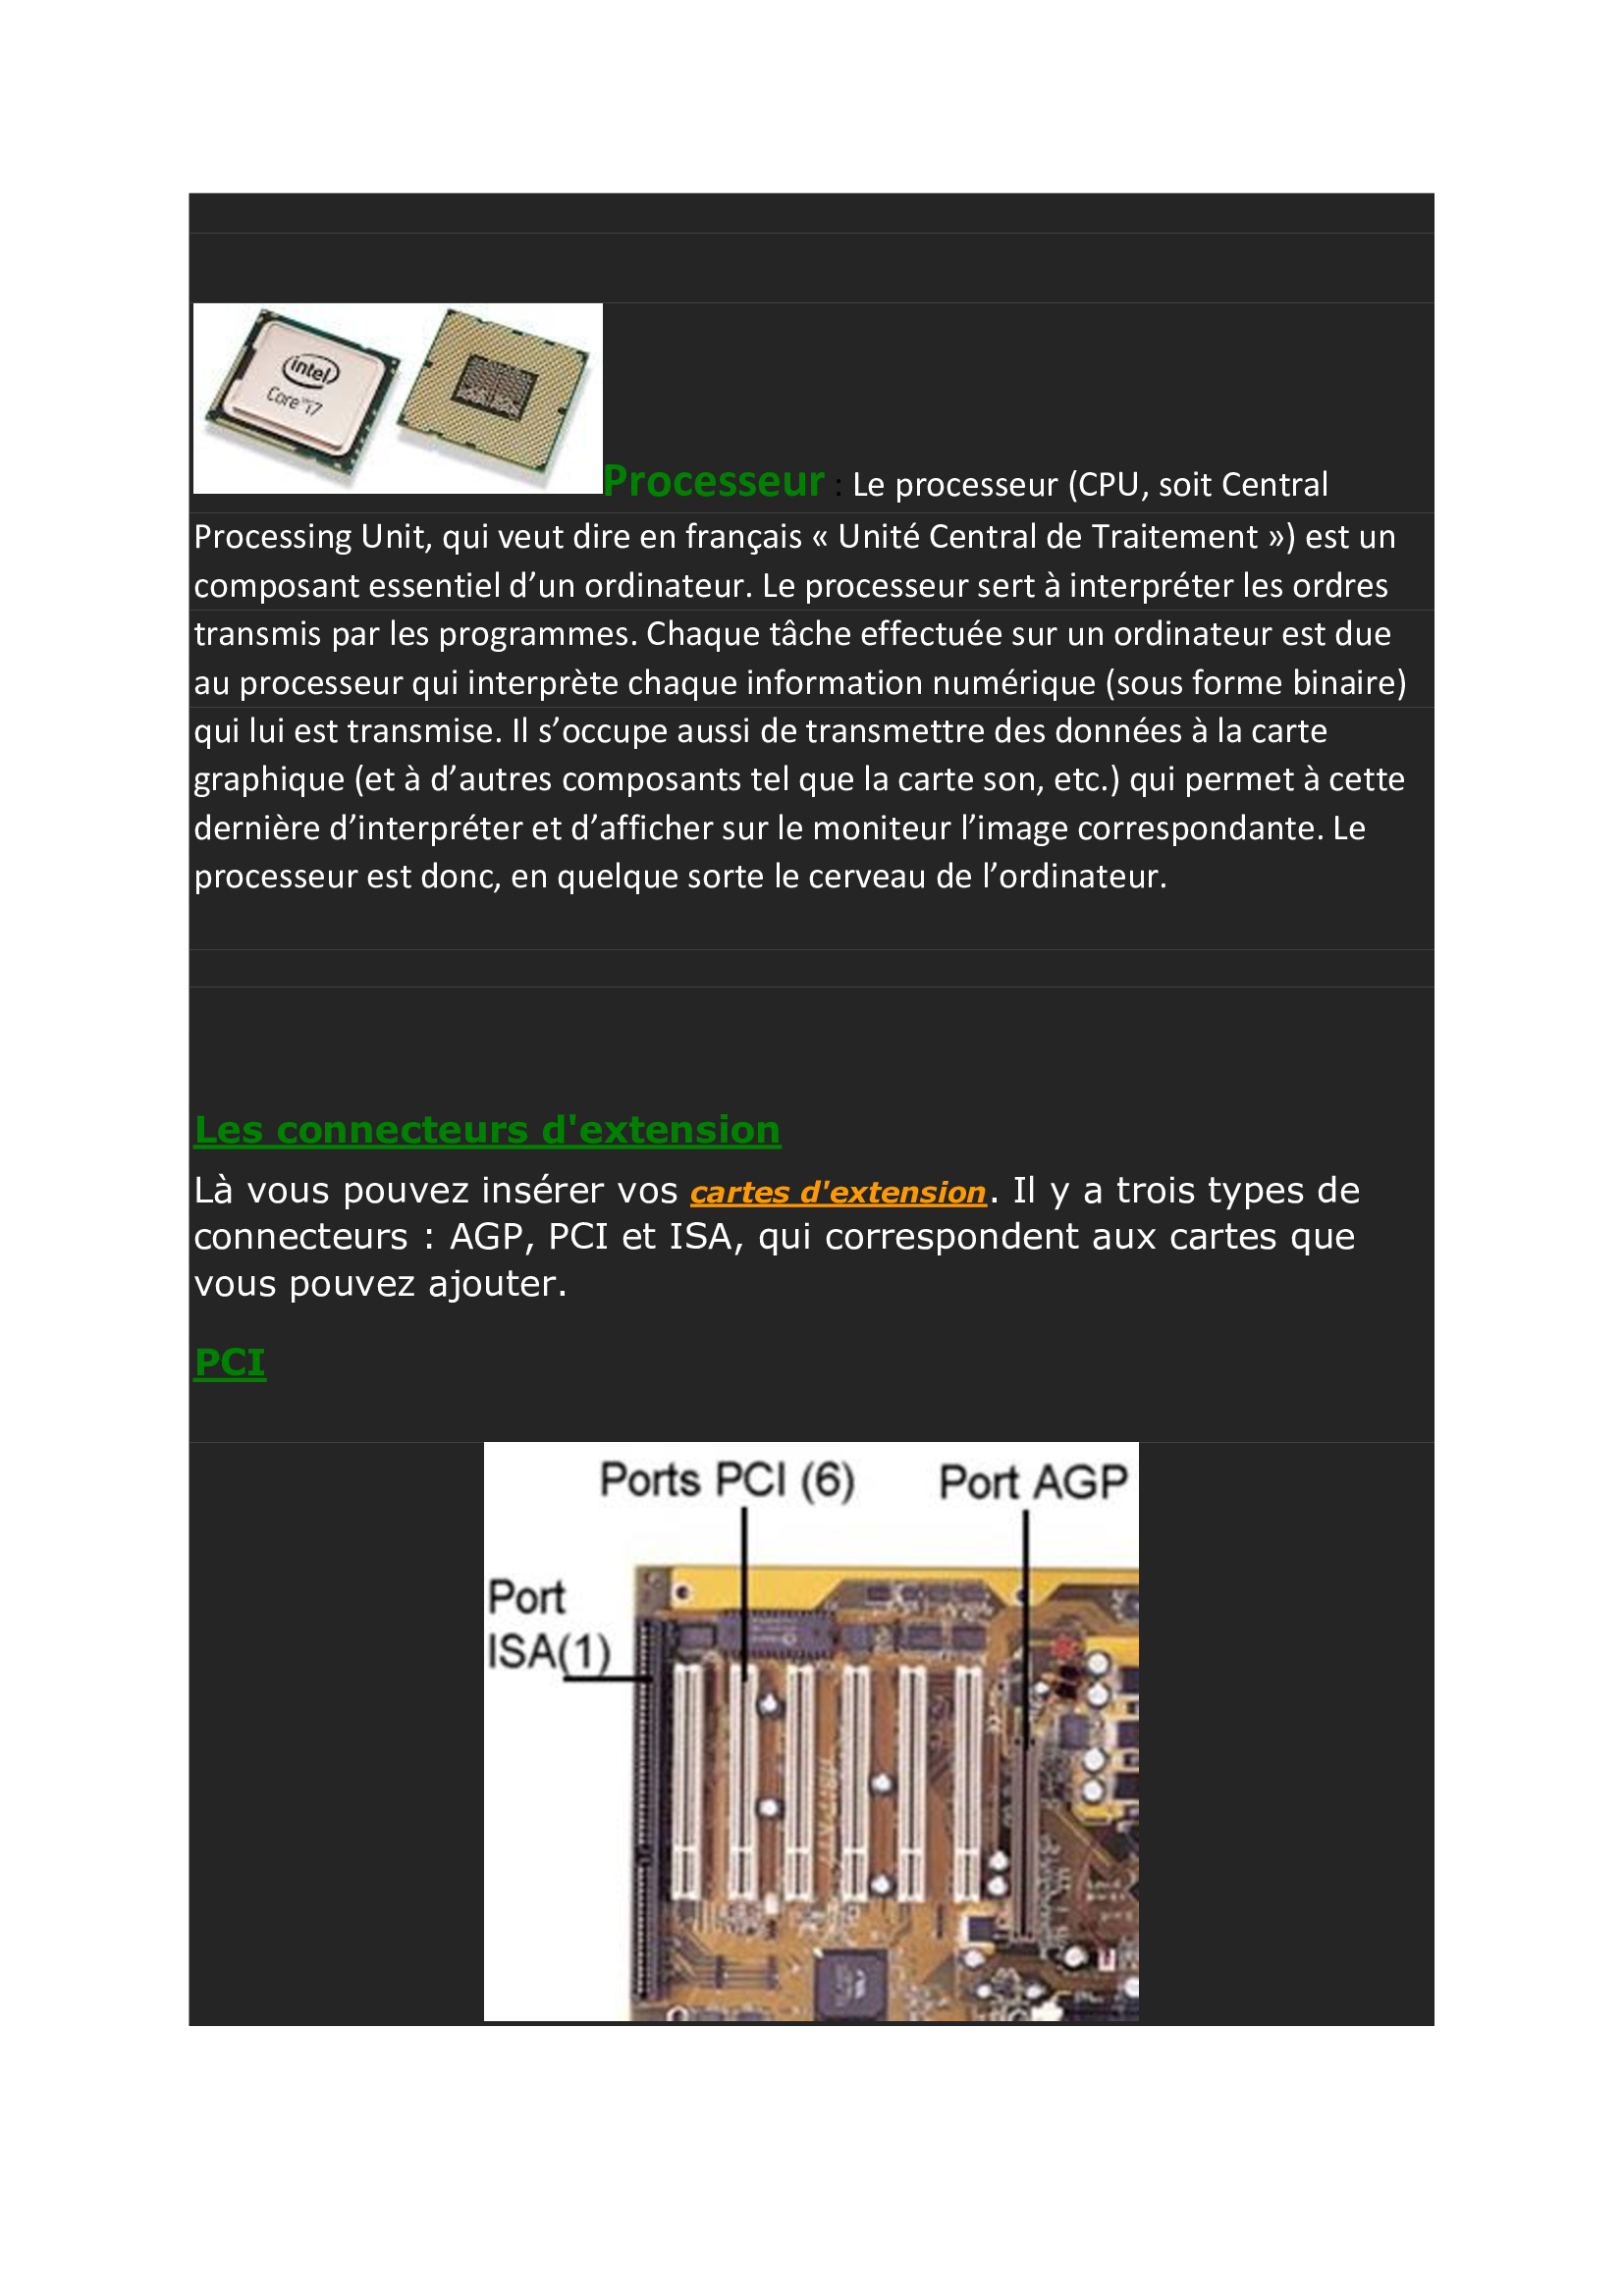 intel
Core i7
Processeur : Le processeur (CPU, soit Central
Processing Unit, qui veut dire en français « Unité Central de Traitement ») est un
composant essentiel d’un ordinateur. Le processeur sert à interpréter les ordres
transmis par les programmes. Chaque tâche effectuée sur un ordinateur est due
au processeur qui interprète chaque information numérique (sous forme binaire)
qui lui est transmise. Il s’occupe aussi de transmettre des données à la carte
graphique (et à d’autres composants tel que la carte son, etc.) qui permet à cette
dernière d’interpréter et d’afficher sur le moniteur l’image correspondante. Le
processeur est donc, en quelque sorte le cerveau de l’ordinateur.
Les connecteurs d'extension
Là vous pouvez insérer vos cartes d'extension. Il y a trois types de
connecteurs : AGP, PCI et ISA, qui correspondent aux cartes que
vous pouvez ajouter.
PCI
Ports PCI (6)
Port AGP
Port
ISA(1)